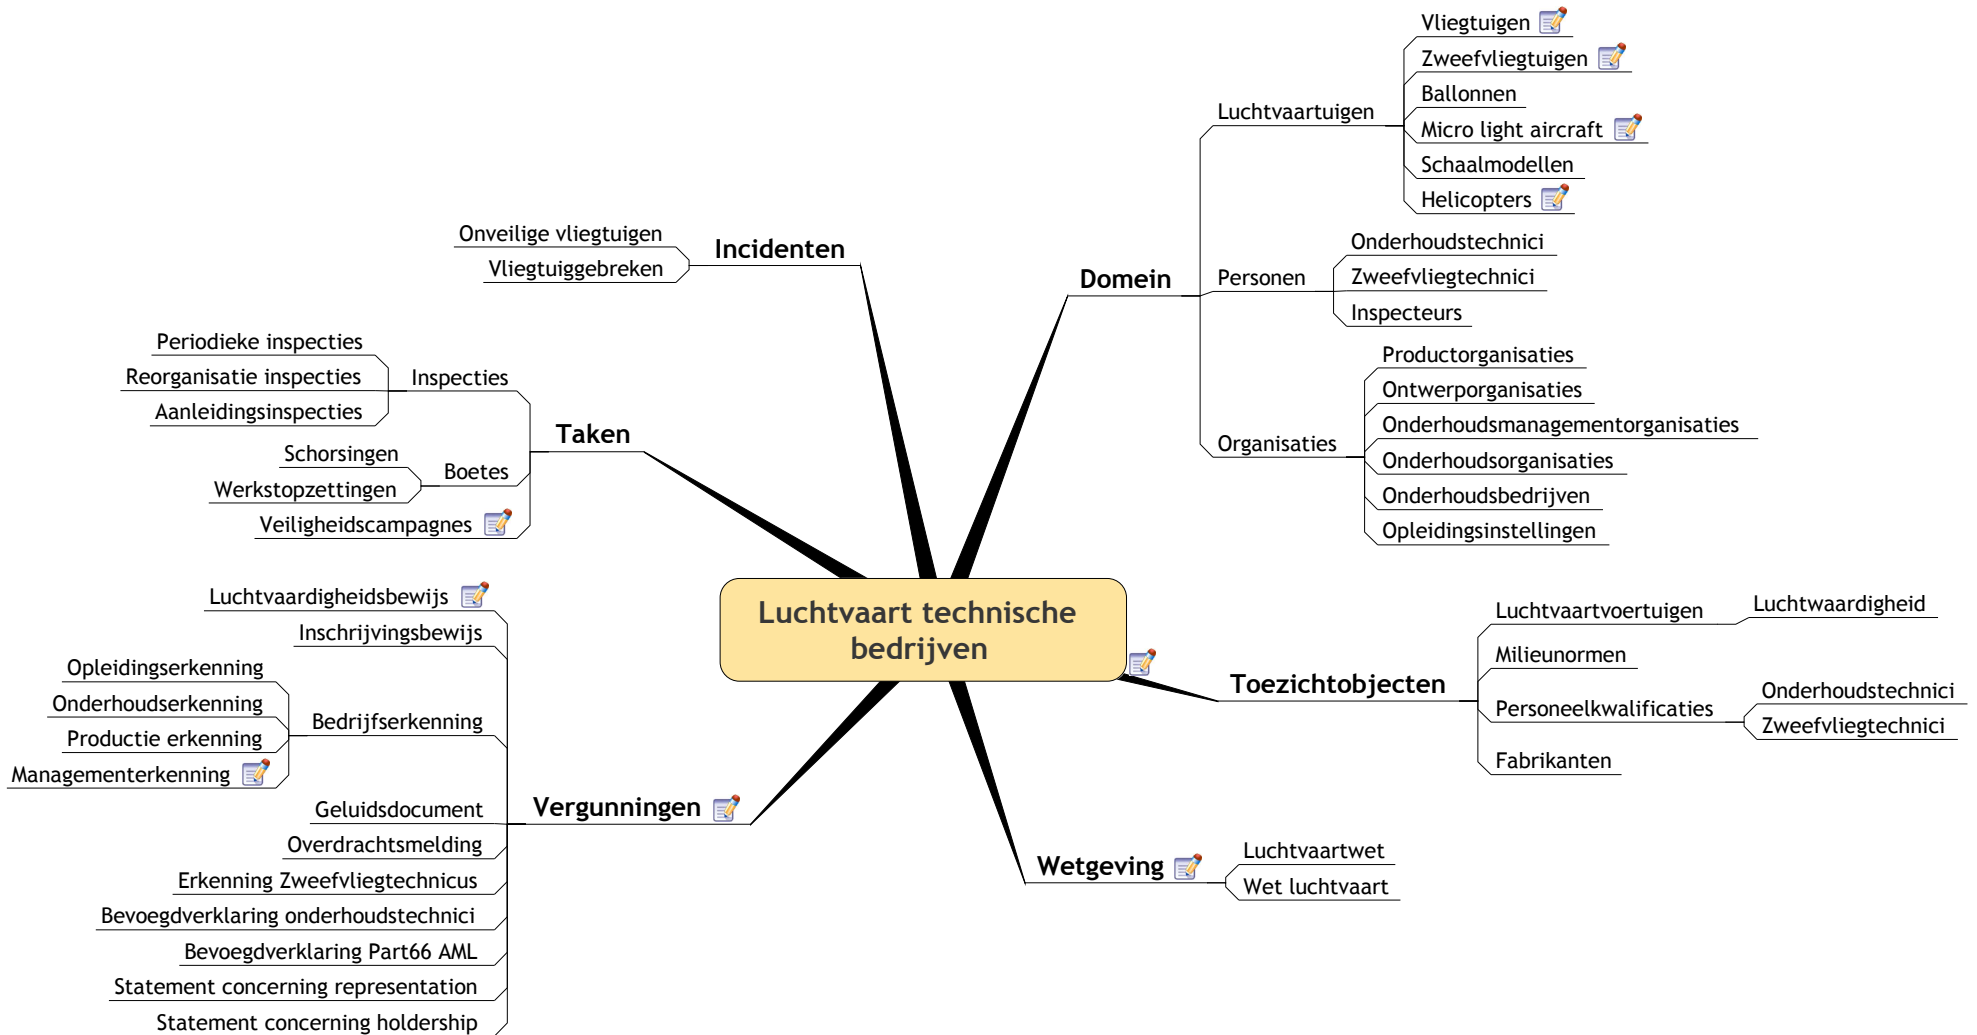 Luchtvaart technische
bedrijven
Domein
Luchtvaartuigen
Vliegtuigen
Zweefvliegtuigen
Ballonnen
Micro light aircraft
Schaalmodellen
Helicopters
Personen
Onderhoudstechnici
Zweefvliegtechnici
Inspecteurs
Organisaties
Productorganisaties
Ontwerporganisaties
Onderhoudsmanagementorganisaties
Onderhoudsorganisaties
Onderhoudsbedrijven
Opleidingsinstellingen
Toezichtobjecten
Luchtvaartvoertuigen
Luchtwaardigheid
Milieunormen
Personeelkwalificaties
Onderhoudstechnici
Zweefvliegtechnici
Fabrikanten
Wetgeving
Luchtvaartwet
Wet luchtvaart
Incidenten
Onveilige vliegtuigen
Vliegtuiggebreken
Taken
Inspecties
Periodieke inspecties
Reorganisatie inspecties
Aanleidingsinspecties
Boetes
Schorsingen
Werkstopzettingen
Veiligheidscampagnes
Vergunningen
Luchtvaardigheidsbewijs
Inschrijvingsbewijs
Bedrijfserkenning
Opleidingserkenning
Onderhoudserkenning
Productie erkenning
Managementerkenning
Geluidsdocument
Overdrachtsmelding
Erkenning Zweefvliegtechnicus
Bevoegdverklaring onderhoudstechnici
Bevoegdverklaring Part66 AML
Statement concerning representation
Statement concerning holdership